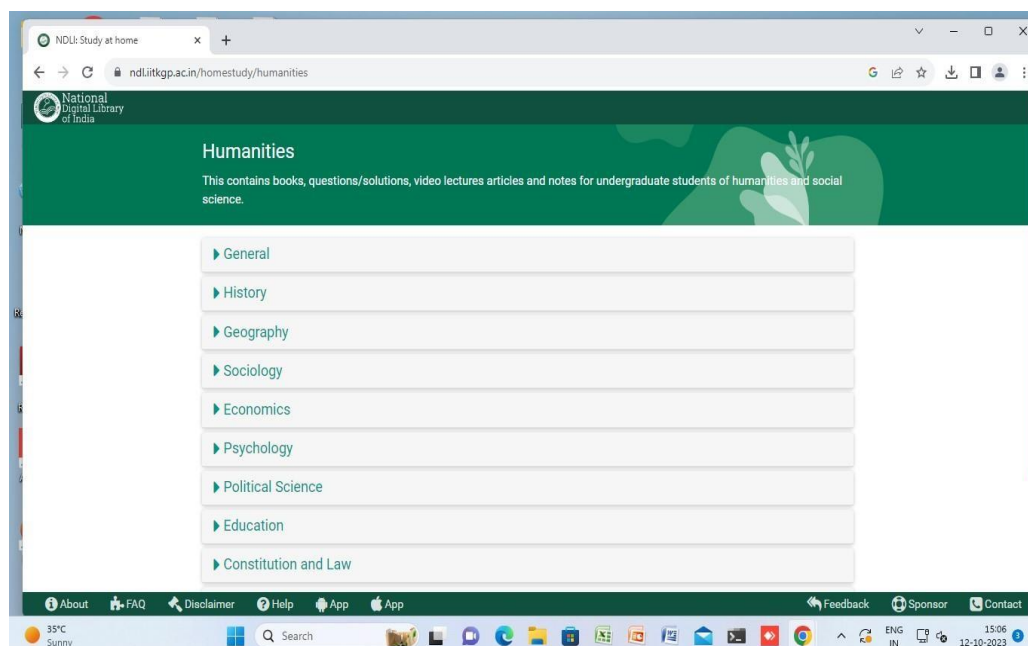 NDLI: Study at home
ndl.iitkgp.ac.in/homestudy/humanities
National
Digital Library
of India
Humanities
This contains books, questions/solutions, video lectures articles and notes for undergraduate students of humanities and social
science.
General
History
Geography
Sociology
Economics
Psychology
Political Science
Education
Constitution and Law
About FAQ Disclaimer Help App App Feedback Sponsor Contact
35°C
Sunny
Search
ENG
IN
15:06
12-10-2023
3